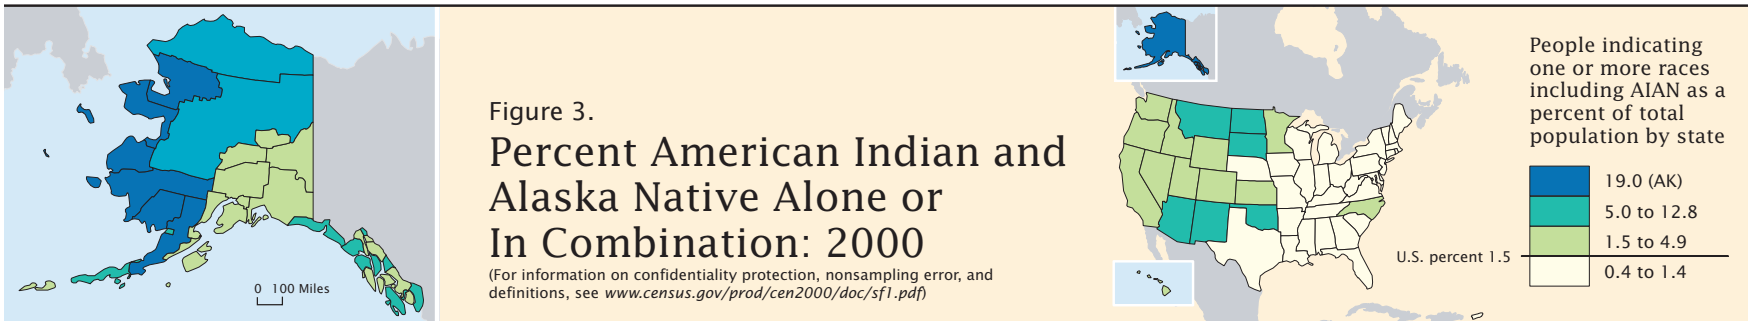 Figure 3.
Percent American Indian and
Alaska Native Alone or
In Combination: 2000
(For information on confidentiality protection, nonsampling error, and
definitions, see www.census.gov/prod/cen2000/doc/sf1.pdf)
0 100 Miles
People indicating
one or more races
including AIAN as a
percent of total
population by state
19.0 (AK)
5.0 to 12.8
1.5 to 4.9
U.S. percent 1.5
0.4 to 1.4